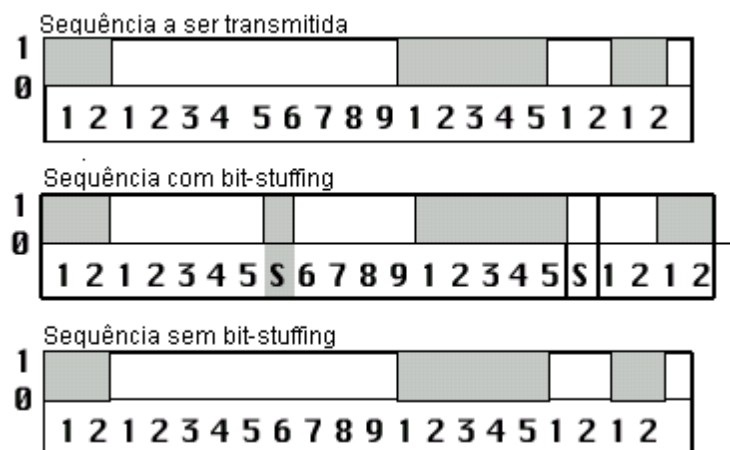 Sequência a ser transmitida
1
0
1 2 1 2 3 4 5 6 7 8 9 1 2 3 4 5 1 2 1 2
Sequência com bit-stuffing
1
0
1 2 1 2 3 4 5 S 6 7 8 9 1 2 3 4 5 S 1 2 1 2
Sequência sem bit-stuffing
1
0
1 2 1 2 3 4 5 6 7 8 9 1 2 3 4 5 1 2 1 2